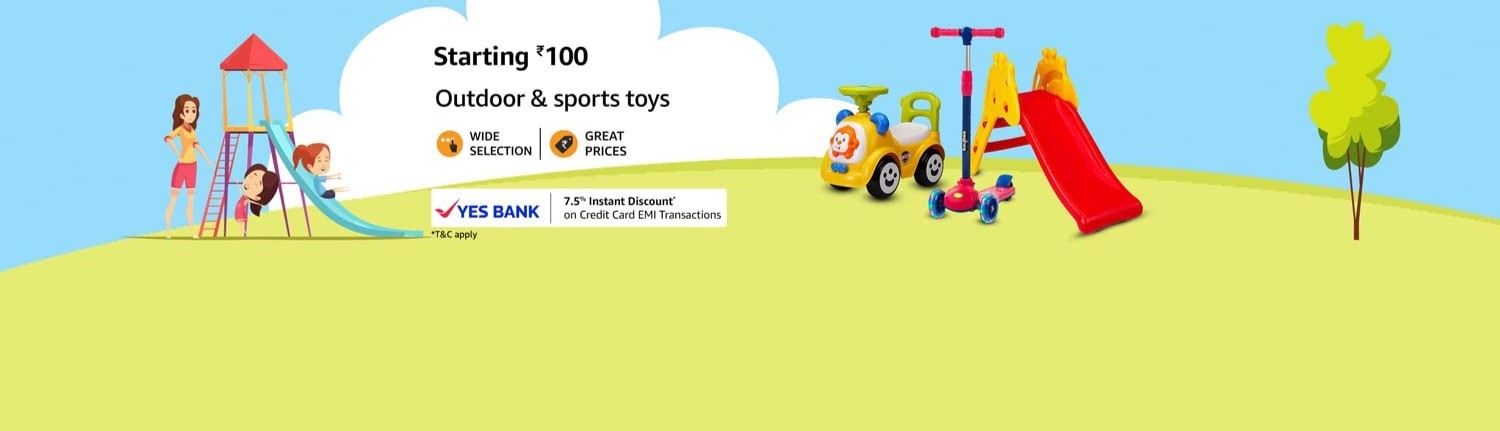 Starting ₹100
Outdoor & sports toys
WIDE
SELECTION
GREAT
PRICES
YES BANK
7.5% Instant Discount*
on Credit Card EMI Transactions
*T&C apply